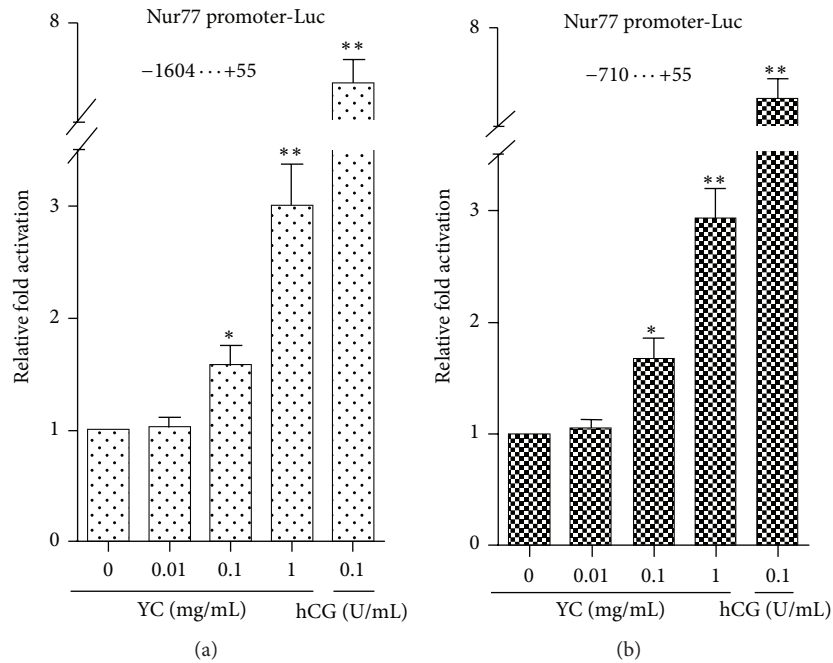 Nur77 promoter-Luc
−1604 ⋯ +55
Relative fold activation
8
3
2
1
0
**
**
*
0 0.01 0.1 1 0.1
YC (mg/mL) hCG (U/mL)
(a)
Nur77 promoter-Luc
−710 ⋯ +55
Relative fold activation
8
3
2
1
0
**
**
*
0 0.01 0.1 1 0.1
YC (mg/mL) hCG (U/mL)
(b)